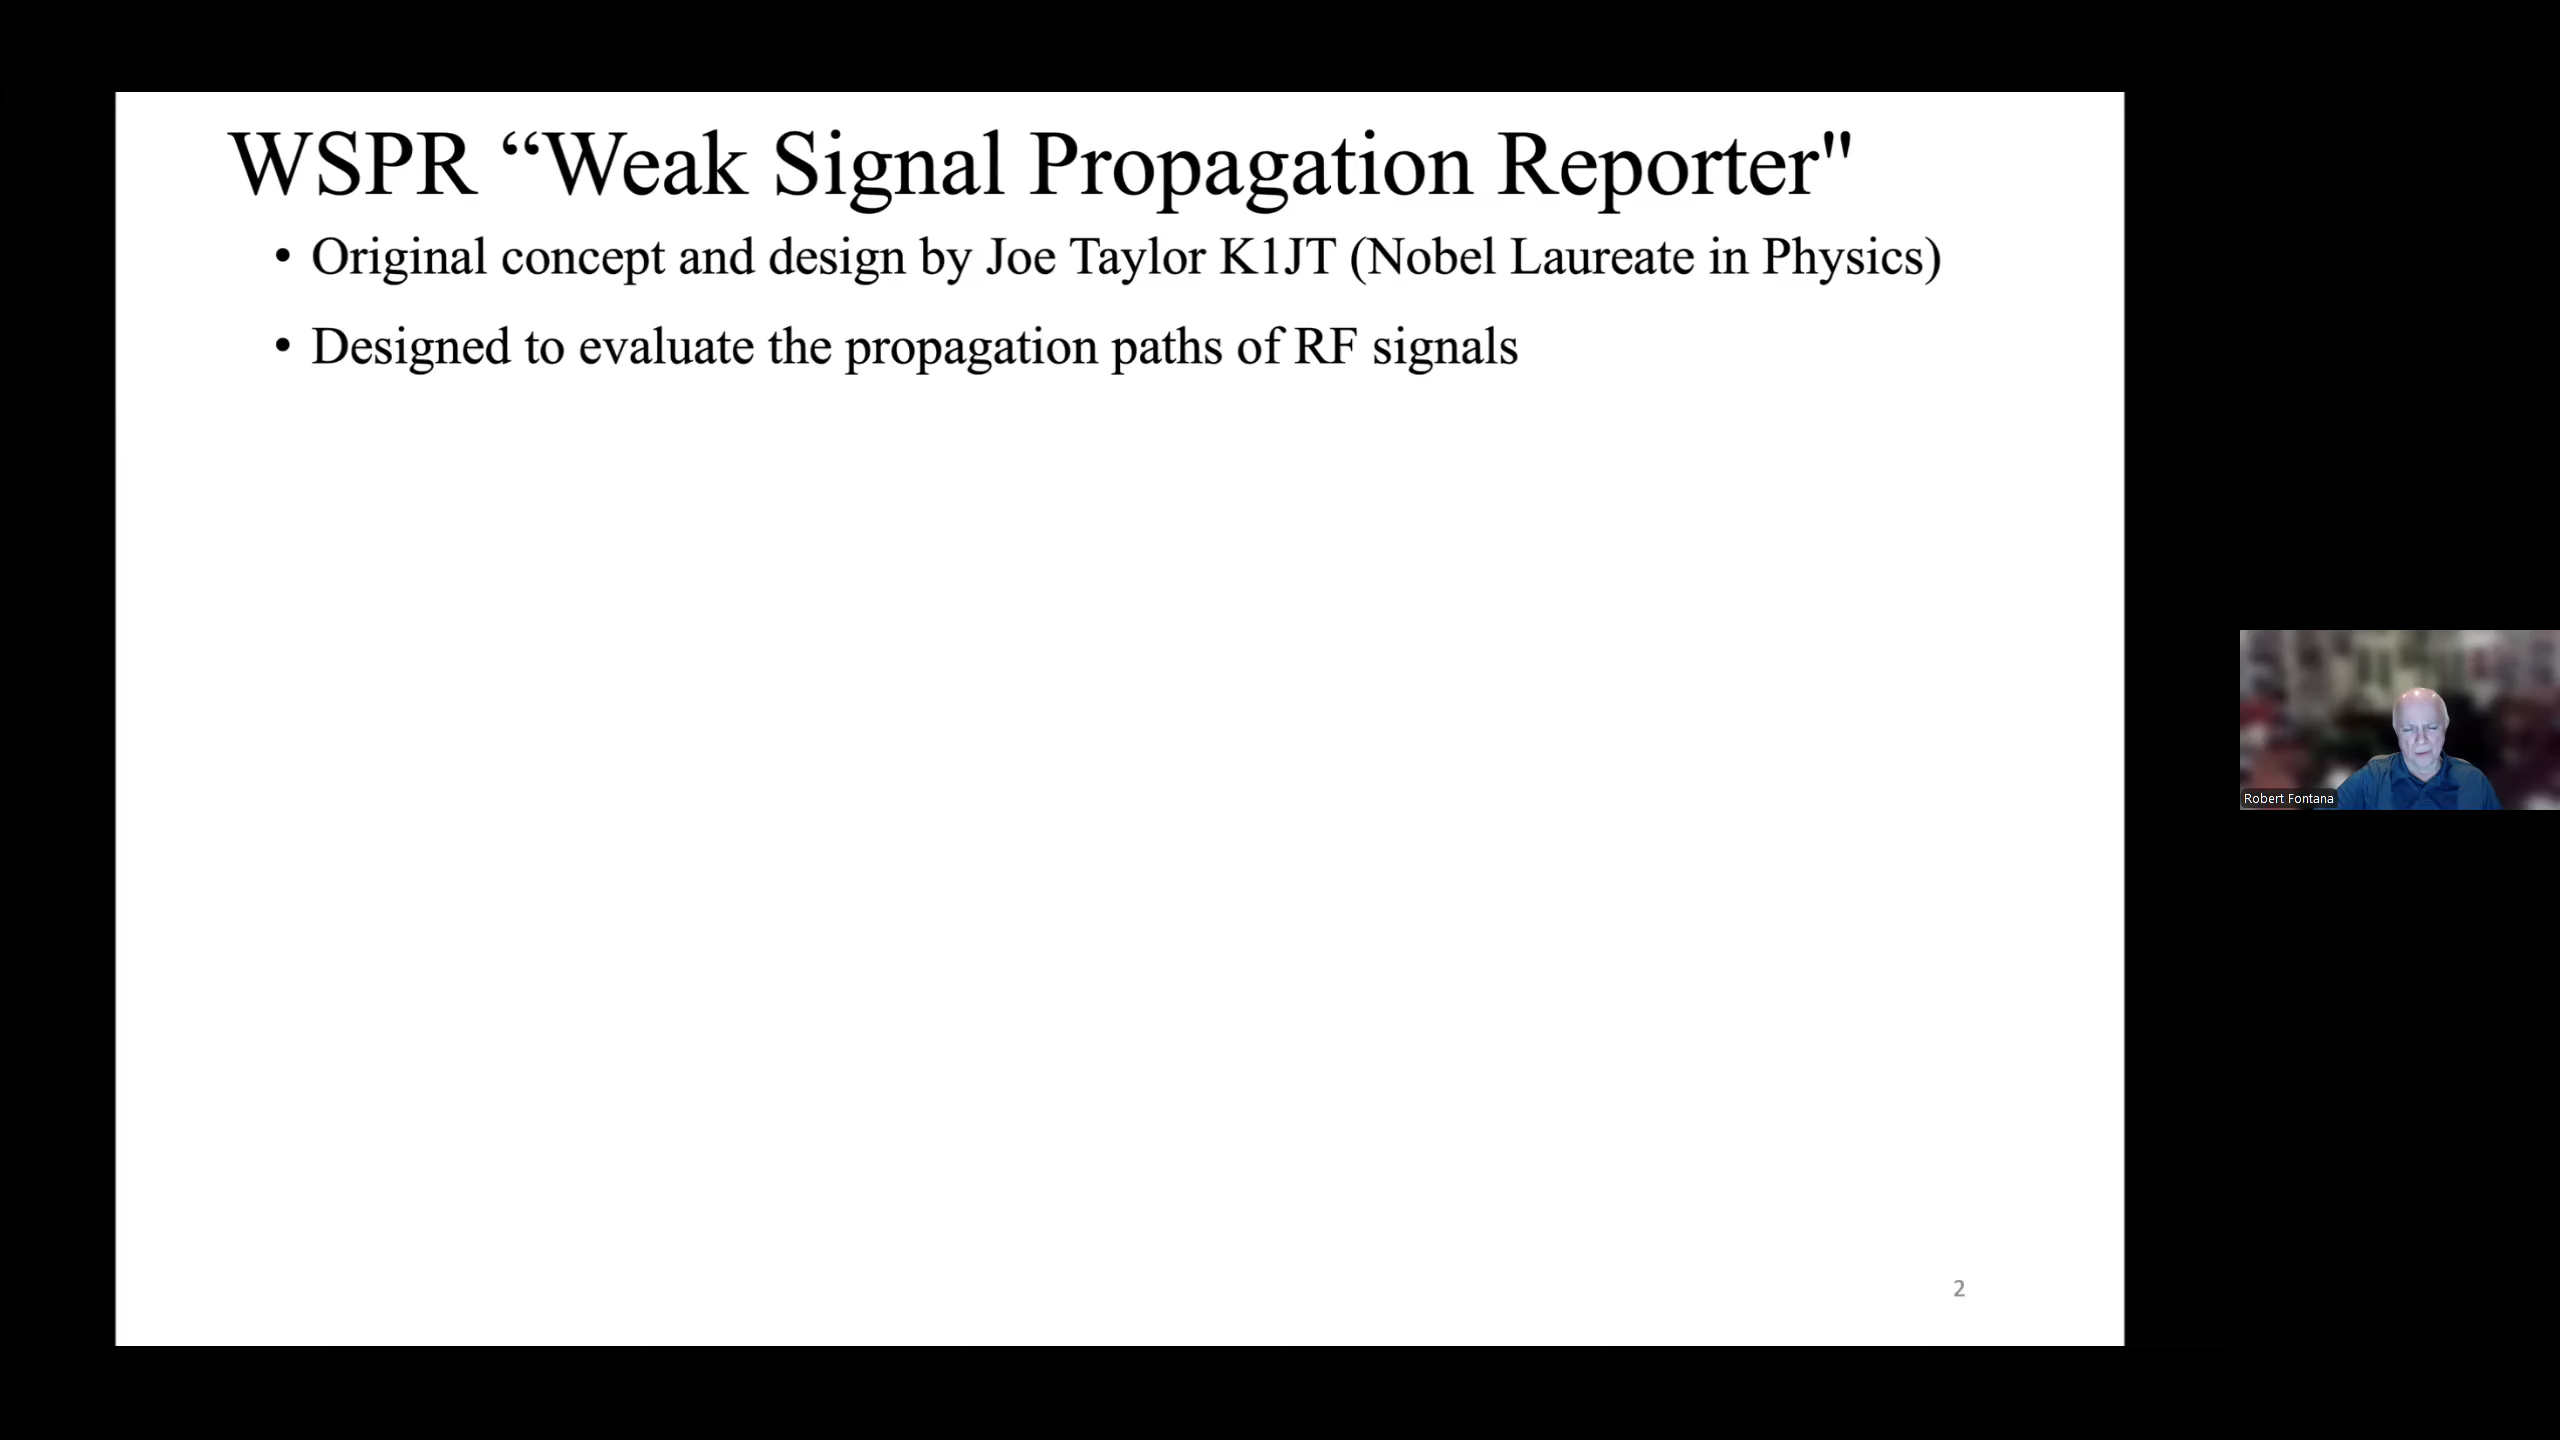 WSPR “Weak Signal Propagation Reporter"
• Original concept and design by Joe Taylor K1JT (Nobel Laureate in Physics)
• Designed to evaluate the propagation paths of RF signals
Robert Fontana
2